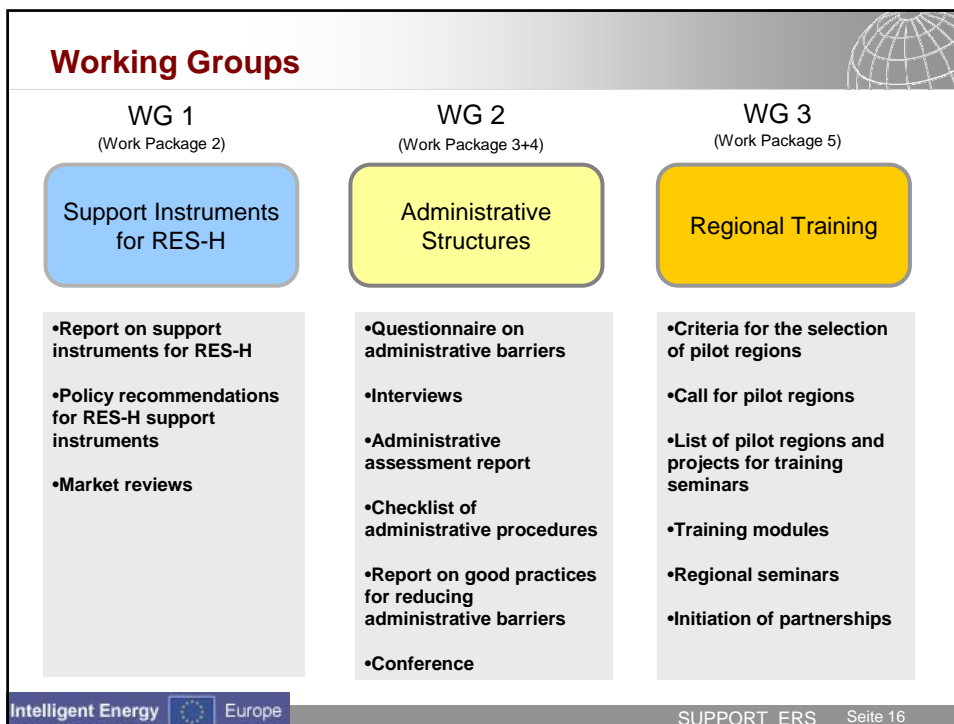 Working Groups
WG 1
(Work Package 2)
Support Instruments
for RES-H
•Report on support
instruments for RES-H
•Policy recommendations
for RES-H support
instruments
•Market reviews
WG 2
(Work Package 3+4)
Administrative
Structures
•Questionnaire on
administrative barriers
•Interviews
•Administrative
assessment report
•Checklist of
administrative procedures
•Report on good practices
for reducing
administrative barriers
•Conference
WG 3
(Work Package 5)
Regional Training
•Criteria for the selection
of pilot regions
•Call for pilot regions
•List of pilot regions and
projects for training
seminars
•Training modules
•Regional seminars
•Initiation of partnerships
Intelligent Energy Europe
SUPPORT_ERS Seite 16